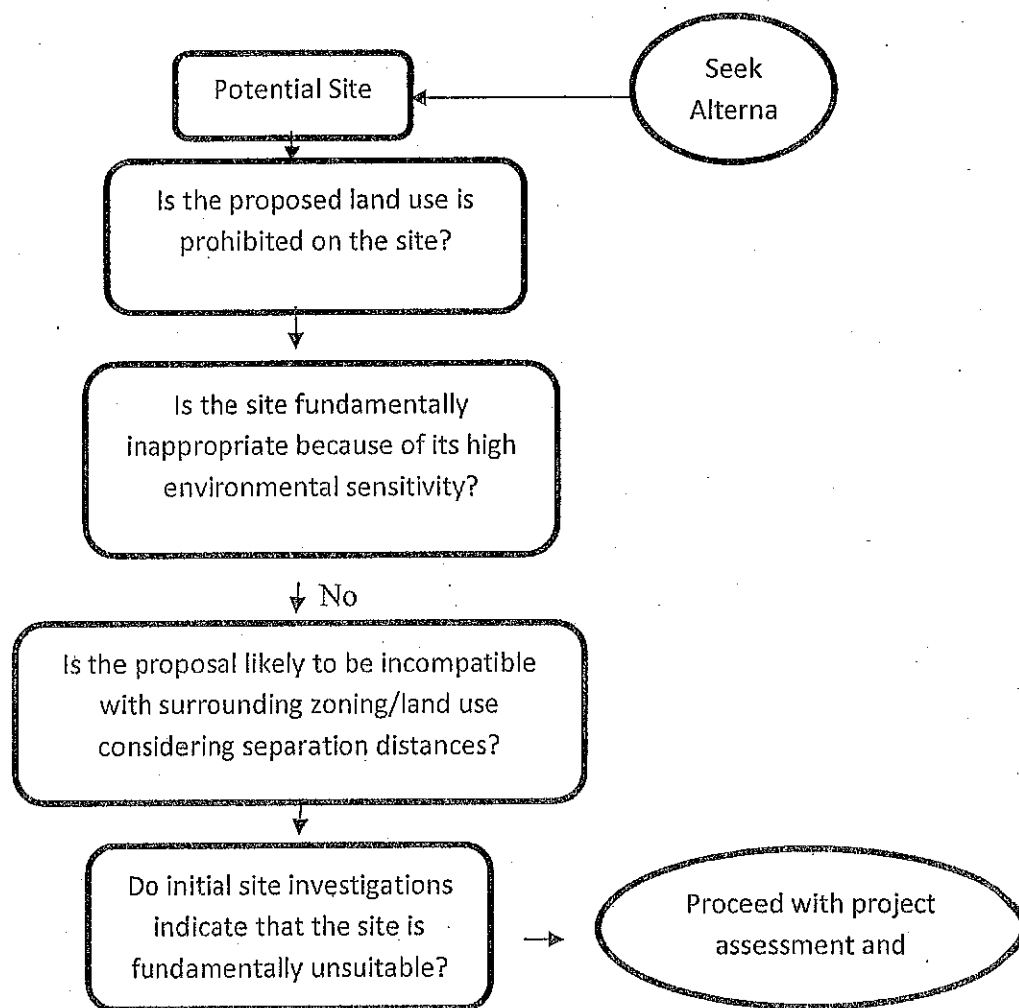 Potential Site
Seek
Alterna
Is the proposed land use is
prohibited on the site?
Is the site fundamentally
inappropriate because of its high
environmental sensitivity?
No
Is the proposal likely to be incompatible
with surrounding zoning/land use
considering separation distances?
Do initial site investigations
indicate that the site is
fundamentally unsuitable?
Proceed with project
assessment and